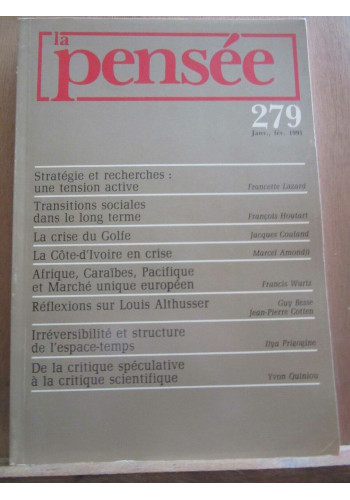 la
pensée
279
Janv., fév. 1991
Stratégie et recherches :
une tension active
Francette Lazard
Transitions sociales
dans le long terme
François Houtart
La crise du Golfe
Jacques Couland
La Côte-d'Ivoire en crise
Marcel Amondji
Afrique, Caraïbes, Pacifique
et Marché unique européen
Francis Wurtz
Réflexions sur Louis Althusser
Guy Besse
Jean-Pierre Cotten
Irréversibilité et structure
de l'espace-temps
Ilya Prigogine
De la critique spéculative
à la critique scientifique
Yvon Quiniou